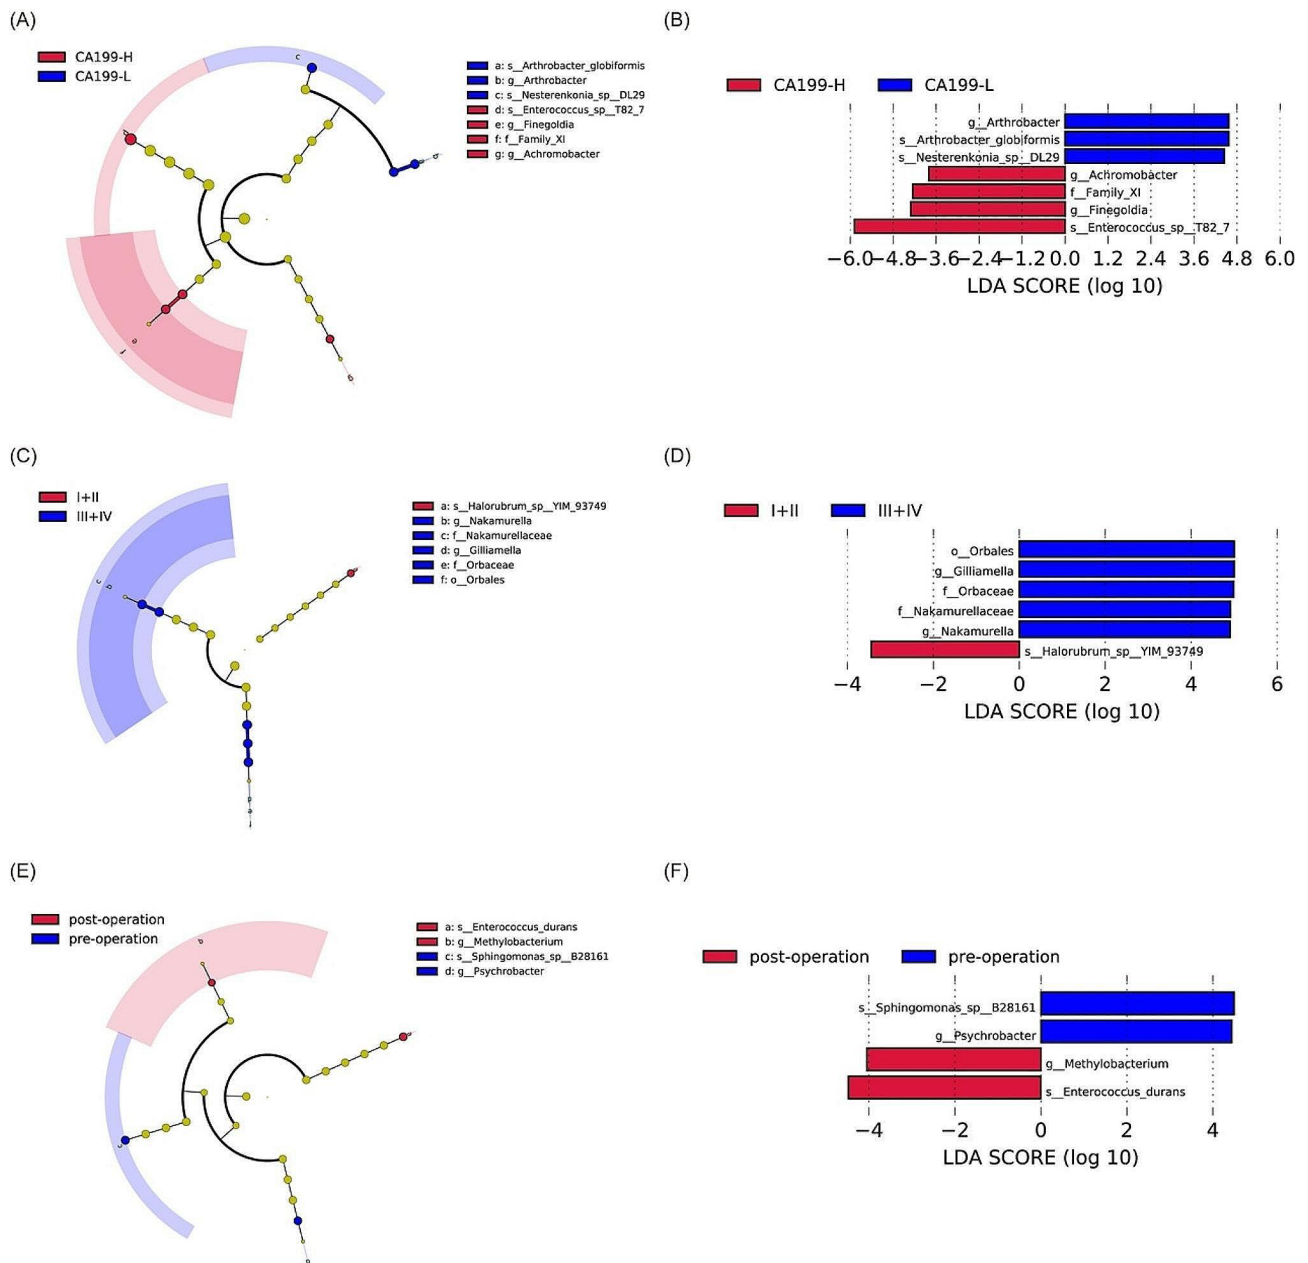 (A)
CA199-H
CA199-L
c
a: s__Arthrobacter_globiformis
b: g__Arthrobacter
c: s__Nesterenkonia_sp__DL29
d: s__Enterococcus_sp__T82_7
e: g__Finegoldia
f: f__Family_XI
g: g__Achromobacter
(B)
CA199-H CA199-L
g__Arthrobacter
s__Arthrobacter_globiformis
s__Nesterenkonia_sp__DL29
g__Achromobacter
f__Family_XI
g__Finegoldia
s__Enterococcus_sp__T82_7
−6.0 −4.8 −3.6 −2.4 −1.2 0.0 1.2 2.4 3.6 4.8 6.0
LDA SCORE (log 10)
(C)
I+II
III+IV
a: s__Halorubrum_sp__YIM_93749
b: g__Nakamurella
c: f__Nakamurellaceae
d: g__Gilliamella
e: f__Orbaceae
f: o__Orbales
(D)
I+II III+IV
o__Orbales
g__Gilliamella
f__Orbaceae
f__Nakamurellaceae
g__Nakamurella
s__Halorubrum_sp__YIM_93749
−4 −2 0 2 4 6
LDA SCORE (log 10)
(E)
post-operation
pre-operation
a: s__Enterococcus_durans
b: g__Methylobacterium
c: s__Sphingomonas_sp__B28161
d: g__Psychrobacter
(F)
post-operation pre-operation
s__Sphingomonas_sp__B28161
g__Psychrobacter
g__Methylobacterium
s__Enterococcus_durans
−4 −2 0 2 4
LDA SCORE (log 10)